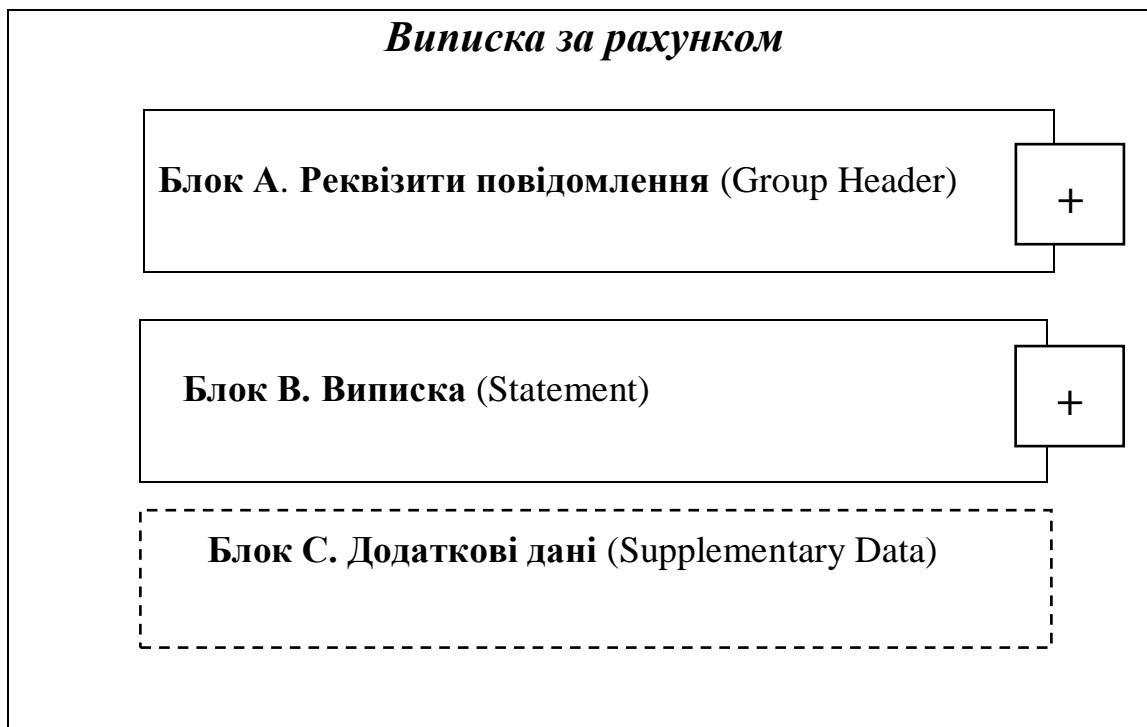 Виписка за рахунком
Блок А. Реквізити повідомлення (Group Header)
+
Блок В. Виписка (Statement)
+
Блок С. Додаткові дані (Supplementary Data)